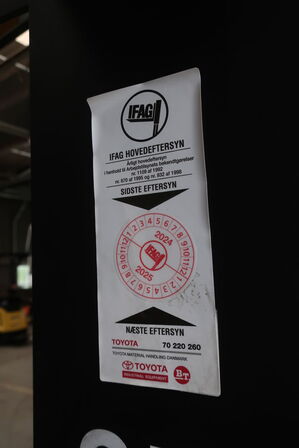 IFAG
IFAG HOVEDEFTERSYN
Årligt hovedeftersyn
i henhold til Arbejdstilsynets bekendtgørelser
nr. 1109 af 1992
nr. 670 af 1995 og nr. 832 af 1998
SIDSTE EFTERSYN
1 2 3 4 5 6 7 8 9 10 11 12
2024
IFAG
2025
1 2 3 4 5 6 7 8 9 10 11 12
NÆSTE EFTERSYN
TOYOTA 70 220 260
TOYOTA MATERIAL HANDLING DANMARK
TOYOTA BT
INDUSTRIAL EQUIPMENT